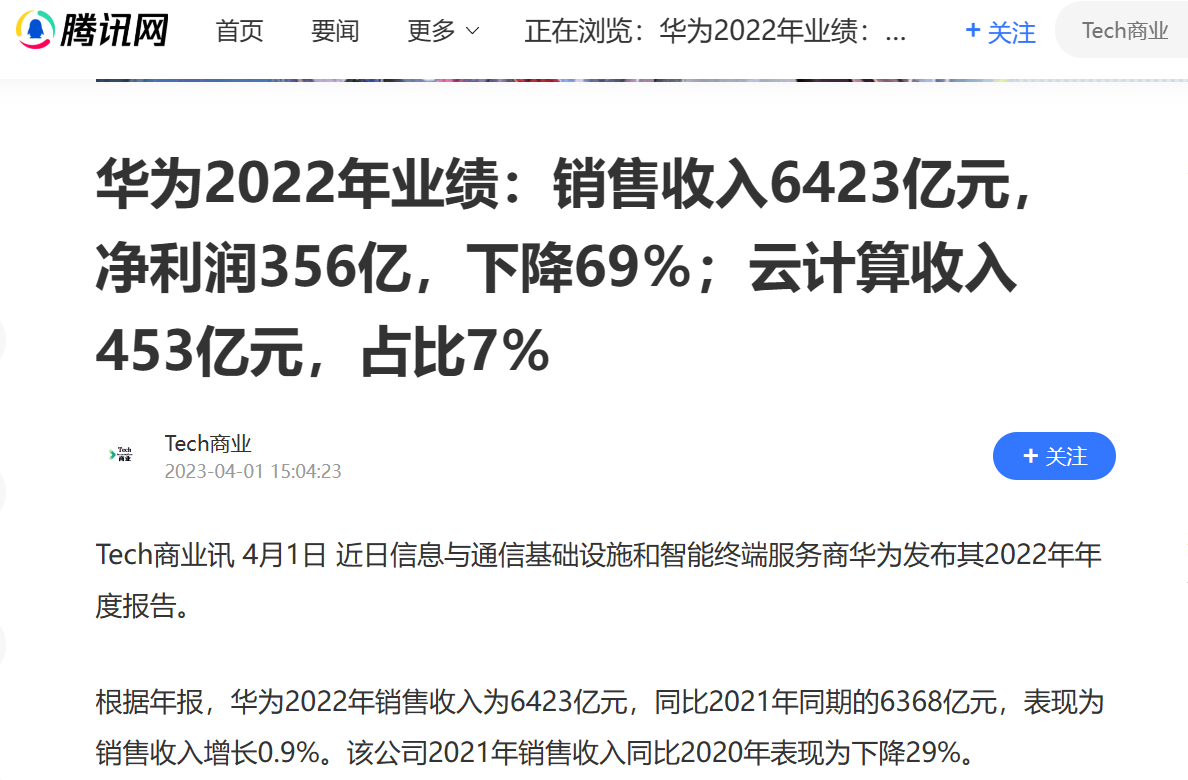 腾讯网 首页 要闻 更多 正在浏览：华为2022年业绩：... + 关注 Tech商业
华为2022年业绩：销售收入6423亿元，
净利润356亿，下降69%；云计算收入
453亿元，占比7%
Tech商业
Tech商业
2023-04-01 15:04:23
+ 关注
Tech商业讯 4月1日 近日信息与通信基础设施和智能终端服务商华为发布其2022年年
度报告。
根据年报，华为2022年销售收入为6423亿元，同比2021年同期的6368亿元，表现为
销售收入增长0.9%。该公司2021年销售收入同比2020年表现为下降29%。